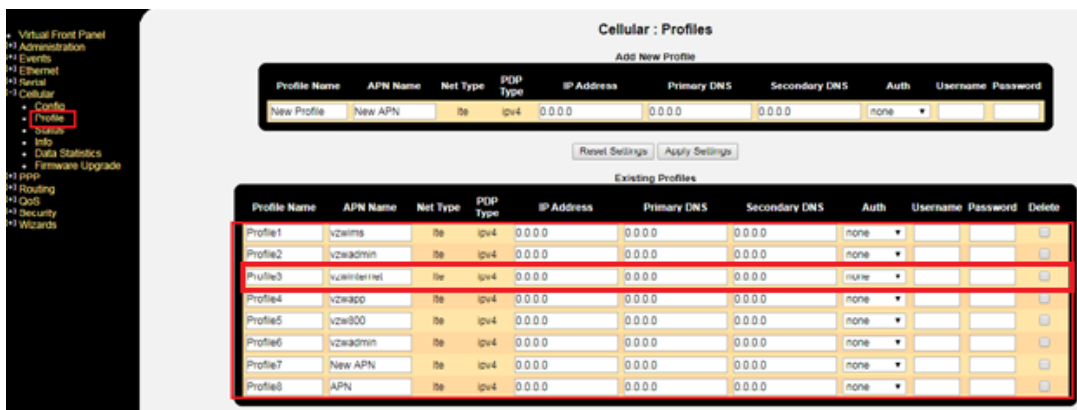 Cellular : Profiles
Virtual Front Panel
[+] Administration
[+] Events
[+] Ethernet
[+] Serial
[-] Cellular
Config
Profile
Status
Info
Data Statistics
Firmware Upgrade
[+] PPP
[+] Routing
[+] QoS
[+] Security
[+] Wizards
Add New Profile
Profile Name APN Name Net Type PDP Type IP Address Primary DNS Secondary DNS Auth Username Password
New Profile New APN lte ipv4 0.0.0.0 0.0.0.0 0.0.0.0 none
Reset Settings Apply Settings
Existing Profiles
Profile Name APN Name Net Type PDP Type IP Address Primary DNS Secondary DNS Auth Username Password Delete
Profile1 vzwims lte ipv4 0.0.0.0 0.0.0.0 0.0.0.0 none
Profile2 vzwadmin lte ipv4 0.0.0.0 0.0.0.0 0.0.0.0 none
Profile3 vzwinternet lte ipv4 0.0.0.0 0.0.0.0 0.0.0.0 none
Profile4 vzwapp lte ipv4 0.0.0.0 0.0.0.0 0.0.0.0 none
Profile5 vzw800 lte ipv4 0.0.0.0 0.0.0.0 0.0.0.0 none
Profile6 vzwadmin lte ipv4 0.0.0.0 0.0.0.0 0.0.0.0 none
Profile7 New APN lte ipv4 0.0.0.0 0.0.0.0 0.0.0.0 none
Profile8 APN lte ipv4 0.0.0.0 0.0.0.0 0.0.0.0 none